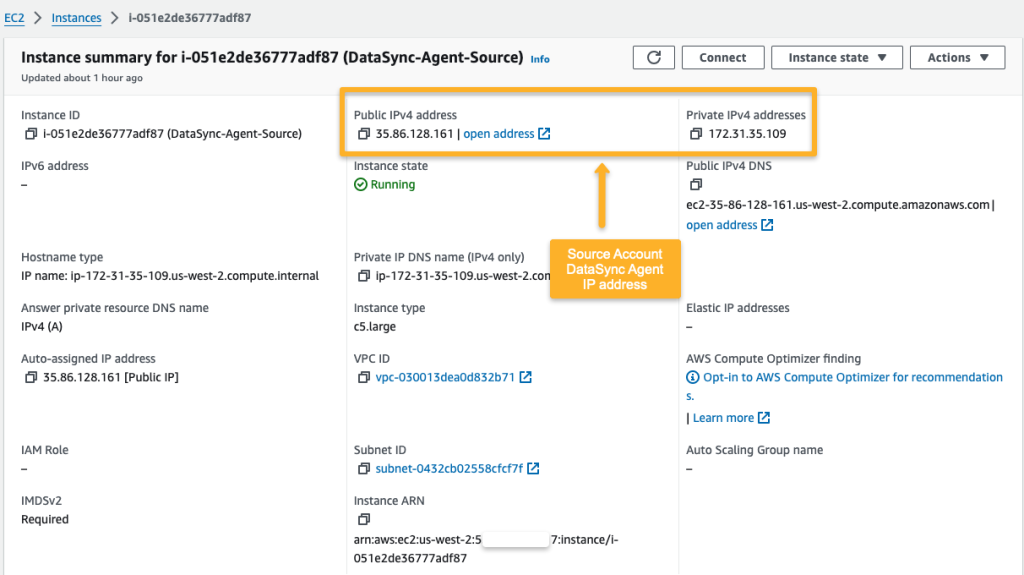 EC2 > Instances > i-051e2de36777adf87
Instance summary for i-051e2de36777adf87 (DataSync-Agent-Source) Info
Updated about 1 hour ago
Connect
Instance state ▼
Actions ▼
Instance ID
i-051e2de36777adf87 (DataSync-Agent-Source)
Public IPv4 address
35.86.128.161 | open address
Private IPv4 addresses
172.31.35.109
IPv6 address
–
Instance state
Running
Public IPv4 DNS
ec2-35-86-128-161.us-west-2.compute.amazonaws.com |
open address
Source Account
DataSync Agent
IP address
Hostname type
IP name: ip-172-31-35-109.us-west-2.compute.internal
Private IP DNS name (IPv4 only)
ip-172-31-35-109.us-west-2.com
Answer private resource DNS name
IPv4 (A)
Instance type
c5.large
Elastic IP addresses
–
Auto-assigned IP address
35.86.128.161 [Public IP]
VPC ID
vpc-030013dea0d832b71
AWS Compute Optimizer finding
Opt-in to AWS Compute Optimizer for recommendation
s.
| Learn more
IAM Role
–
Subnet ID
subnet-0432cb02558cfcf7f
Auto Scaling Group name
–
IMDSv2
Required
Instance ARN
arn:aws:ec2:us-west-2:5 7:instance/i-
051e2de36777adf87